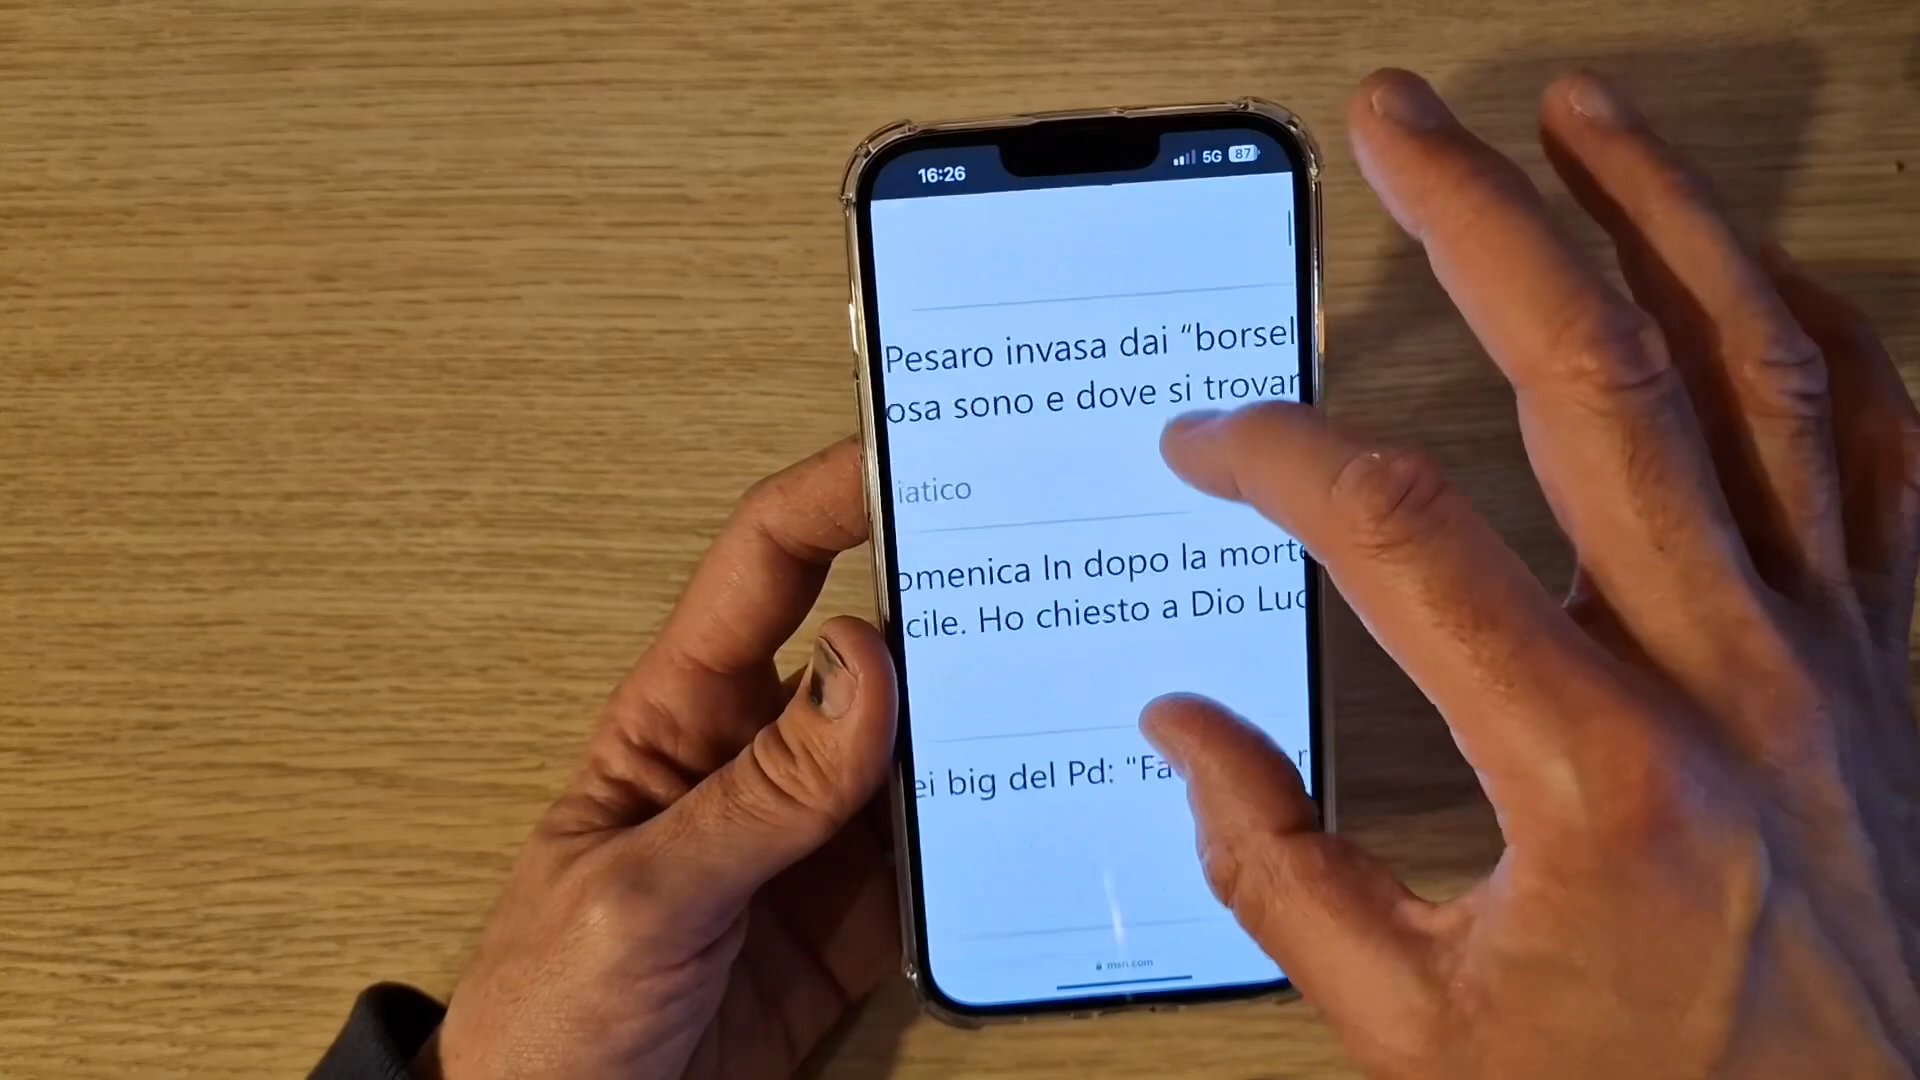 16:26
5G 87
Pesaro invasa dai “borsel
osa sono e dove si trovan
iatico
omenica In dopo la morte
cile. Ho chiesto a Dio Luc
ei big del Pd: "Fa
msn.com